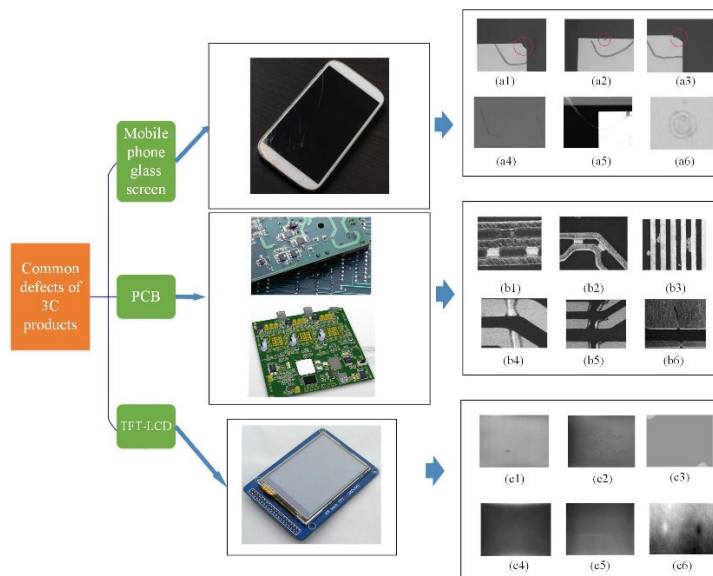 Common
defects of
3C
products
Mobile
phone
glass
screen
PCB
TFT-LCD
(a1)
(a2)
(a3)
(a4)
(a5)
(a6)
(b1)
(b2)
(b3)
(b4)
(b5)
(b6)
(c1)
(c2)
(c3)
(c4)
(c5)
(c6)